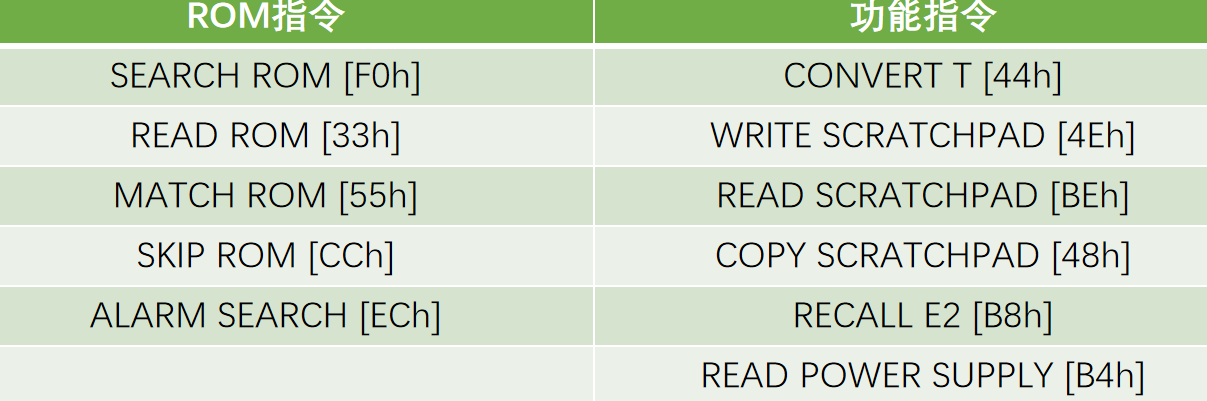 ROM指令 功能指令
SEARCH ROM [F0h] CONVERT T [44h]
READ ROM [33h] WRITE SCRATCHPAD [4Eh]
MATCH ROM [55h] READ SCRATCHPAD [BEh]
SKIP ROM [CCh] COPY SCRATCHPAD [48h]
ALARM SEARCH [ECh] RECALL E2 [B8h]
READ POWER SUPPLY [B4h]